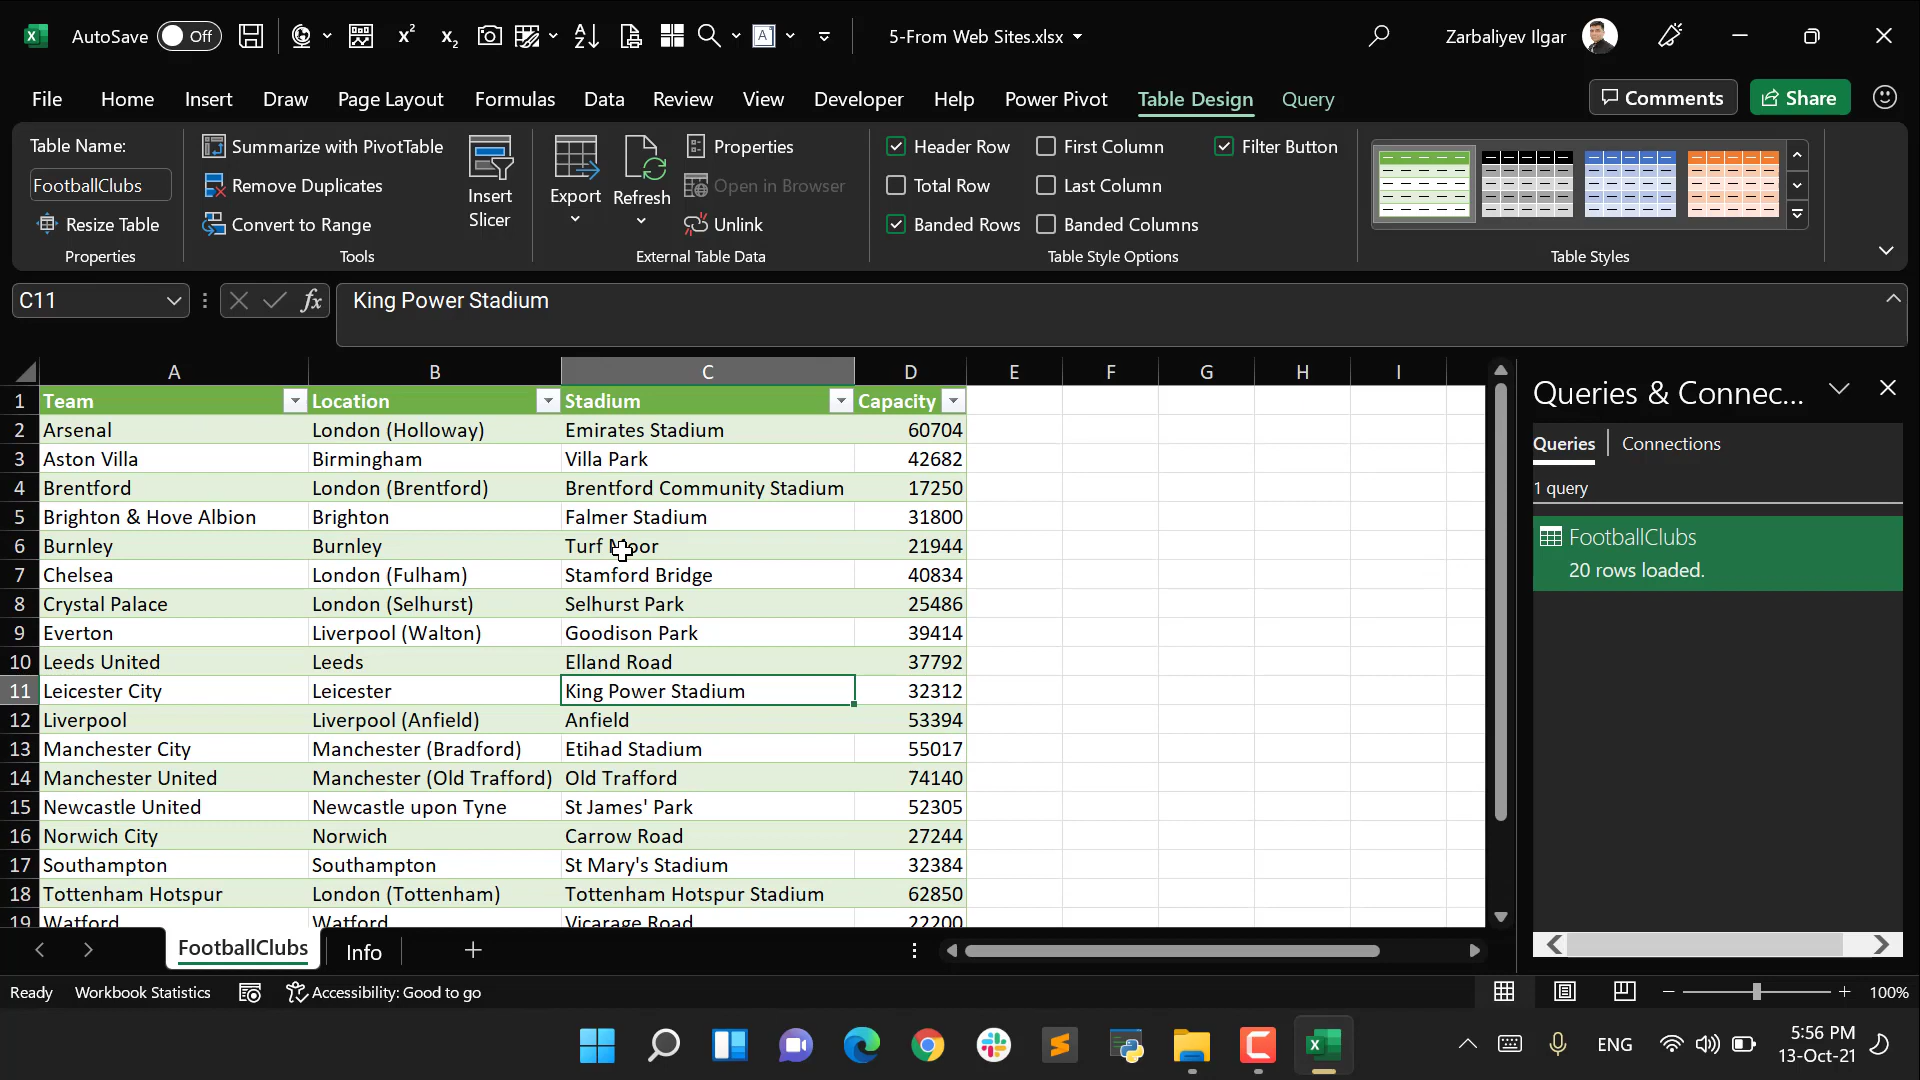 AutoSave Off
5-From Web Sites.xlsx
Zarbaliyev Ilgar
File Home Insert Draw Page Layout Formulas Data Review View Developer Help Power Pivot Table Design Query Comments Share
Table Name:
FootballClubs
Resize Table
Properties
Summarize with PivotTable
Remove Duplicates
Convert to Range
Tools
Insert
Slicer
Export
Refresh
Properties
Open in Browser
Unlink
External Table Data
Header Row First Column Filter Button
Total Row Last Column
Banded Rows Banded Columns
Table Style Options
Table Styles
C11 fx King Power Stadium
A B C D E F G H I
1 Team Location Stadium Capacity
2 Arsenal London (Holloway) Emirates Stadium 60704
3 Aston Villa Birmingham Villa Park 42682
4 Brentford London (Brentford) Brentford Community Stadium 17250
5 Brighton & Hove Albion Brighton Falmer Stadium 31800
6 Burnley Burnley Turf Moor 21944
7 Chelsea London (Fulham) Stamford Bridge 40834
8 Crystal Palace London (Selhurst) Selhurst Park 25486
9 Everton Liverpool (Walton) Goodison Park 39414
10 Leeds United Leeds Elland Road 37792
11 Leicester City Leicester King Power Stadium 32312
12 Liverpool Liverpool (Anfield) Anfield 53394
13 Manchester City Manchester (Bradford) Etihad Stadium 55017
14 Manchester United Manchester (Old Trafford) Old Trafford 74140
15 Newcastle United Newcastle upon Tyne St James' Park 52305
16 Norwich City Norwich Carrow Road 27244
17 Southampton Southampton St Mary's Stadium 32384
18 Tottenham Hotspur London (Tottenham) Tottenham Hotspur Stadium 62850
19 Watford Watford Vicarage Road 22200
Queries & Connec...
Queries Connections
1 query
FootballClubs
20 rows loaded.
FootballClubs Info
Ready Workbook Statistics Accessibility: Good to go 100%
ENG
5:56 PM
13-Oct-21